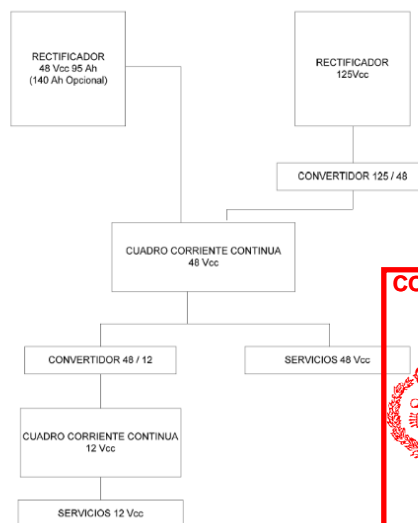 RECTIFICADOR
48 Vcc 95 Ah
(140 Ah Opcional)
RECTIFICADOR
125Vcc
CONVERTIDOR 125 / 48
CUADRO CORRIENTE CONTINUA
48 Vcc
CO
CONVERTIDOR 48 / 12
SERVICIOS 48 Vcc
CUADRO CORRIENTE CONTINUA
12 Vcc
SERVICIOS 12 Vcc